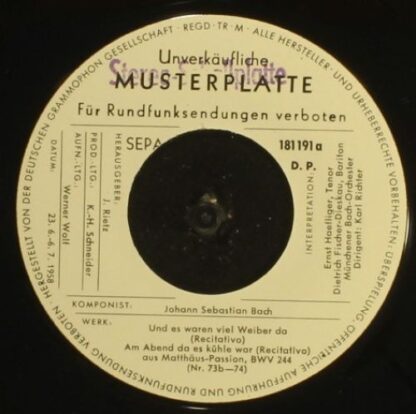 HERGESTELLT VON DER DEUTSCHEN GRAMMOPHON GESELLSCHAFT · REGD·TR·M · ALLE HERSTELLER- UND URHEBERRECHTE VORBEHALTEN; ÜBERSPIELUNG, ÖFFENTLICHE AUFFÜHRUNG UND RUNDFUNKSENDUNG VERBOTEN;
Unverkäufliche
MUSTERPLATTE
Für Rundfunksendungen verboten
SEPA
181191a
D. P.
DATUM:
23. 6.-6. 7. 1958
AUFN.-LTG.:
Werner Wolf
PROD.-LTG.:
K.-H. Schneider
HERAUSGEBER:
J. Rintz
INTERPRETATION:
Ernst Haefliger, Tenor
Dietrich Fischer-Dieskau, Bariton
Münchener Bach-Orchester
Dirigent: Karl Richter
KOMPONIST:
Johann Sebastian Bach
WERK:
Und es waren viel Weiber da
(Recitativo)
Am Abend da es kühle war (Recitativo)
aus Matthäus-Passion, BWV 244
(Nr. 73b—74)